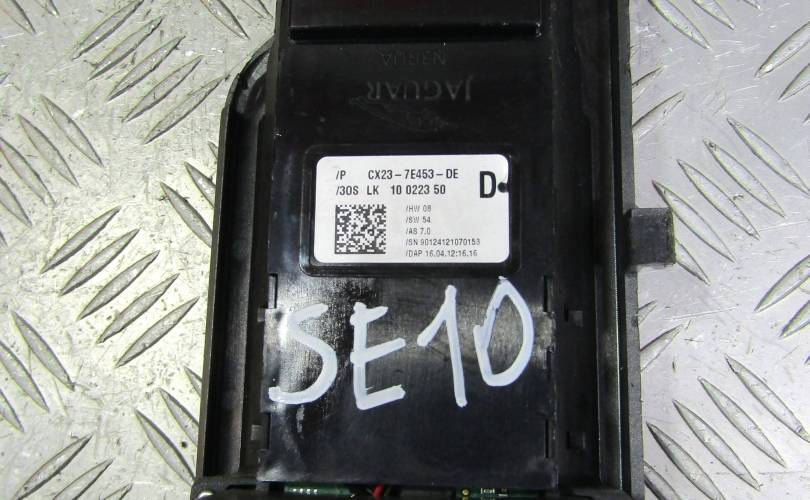 N3RUA
JAGUAR
/P CX23-7E453-DE
/30S LK 10 0223 50 D
/HW 08
/SW 54
/AS 7.0
/SN 90124121070153
/DAP 16.04.12:16.16
SE10